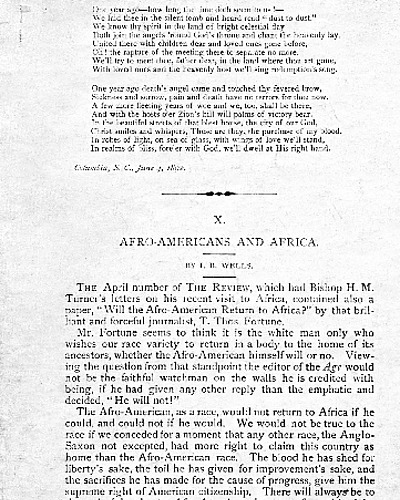 One year ago—how long the time doth seem to us!—
We laid thee in the silent tomb and heard read "dust to dust."
We know thy spirit in the land of bright celestial day
Doth join the angels 'round God's throne and chant the heavenly lay.
United there with children dear and loved ones gone before,
Oh! the rapture of the meeting there to separate no more.
We'll try to meet thee, father dear, in the land where thou art gone,
With loved ones and the heavenly host we'll sing redemption's song.
One year ago death's angel came and touched thy fevered brow,
Sickness and sorrow, pain and death have no terrors for thee now.
A few more fleeting years of woe and we, too, shall be there,
And with the hosts o'er Zion's hill will palms of victory bear.
In the beautiful streets of that blest house, the city of our God,
Christ smiles and whispers, These are they, the purchase of my blood.
In robes of light, on sea of glass, with wings of love we'll stand,
In realms of bliss, fore'er with God, we'll dwell at His right hand.
Columbia, S. C., June 4, 1892.
X.
AFRO-AMERICANS AND AFRICA.
BY I. B. WELLS.
THE April number of THE REVIEW, which had Bishop H. M.
Turner's letters on his recent visit to Africa, contained also a
paper, "Will the Afro-American Return to Africa?" by that bril-
liant and forceful journalist, T. Thos. Fortune.
Mr. Fortune seems to think it is the white man only who
wishes our race variety to return in a body to the home of its
ancestors, whether the Afro-American himself will or no. View-
ing the question from that standpoint the editor of the Age would
not be the faithful watchman on the walls he is credited with
being, if he had given any other reply than the emphatic and
decided, "He will not!"
The Afro-American, as a race, would not return to Africa if he
could, and could not if he would. We would not be true to the
race if we conceded for a moment that any other race, the Anglo-
Saxon not excepted, had more right to claim this country as
home than the Afro-American race. The blood he has shed for
liberty's sake, the toil he has given for improvement's sake, and
the sacrifices he has made for the cause of progress, give him the
supreme right of American citizenship. There will always be to